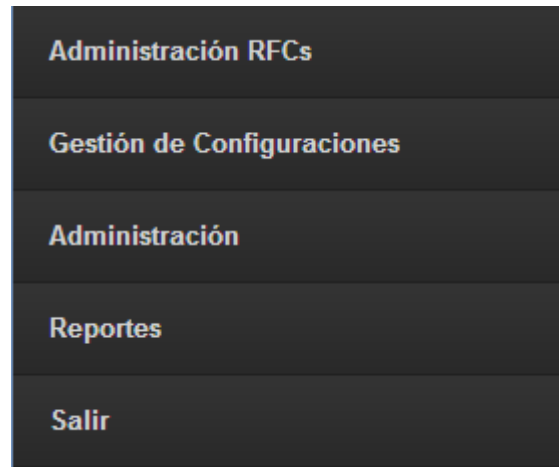 Administración RFCs
Gestión de Configuraciones
Administración
Reportes
Salir